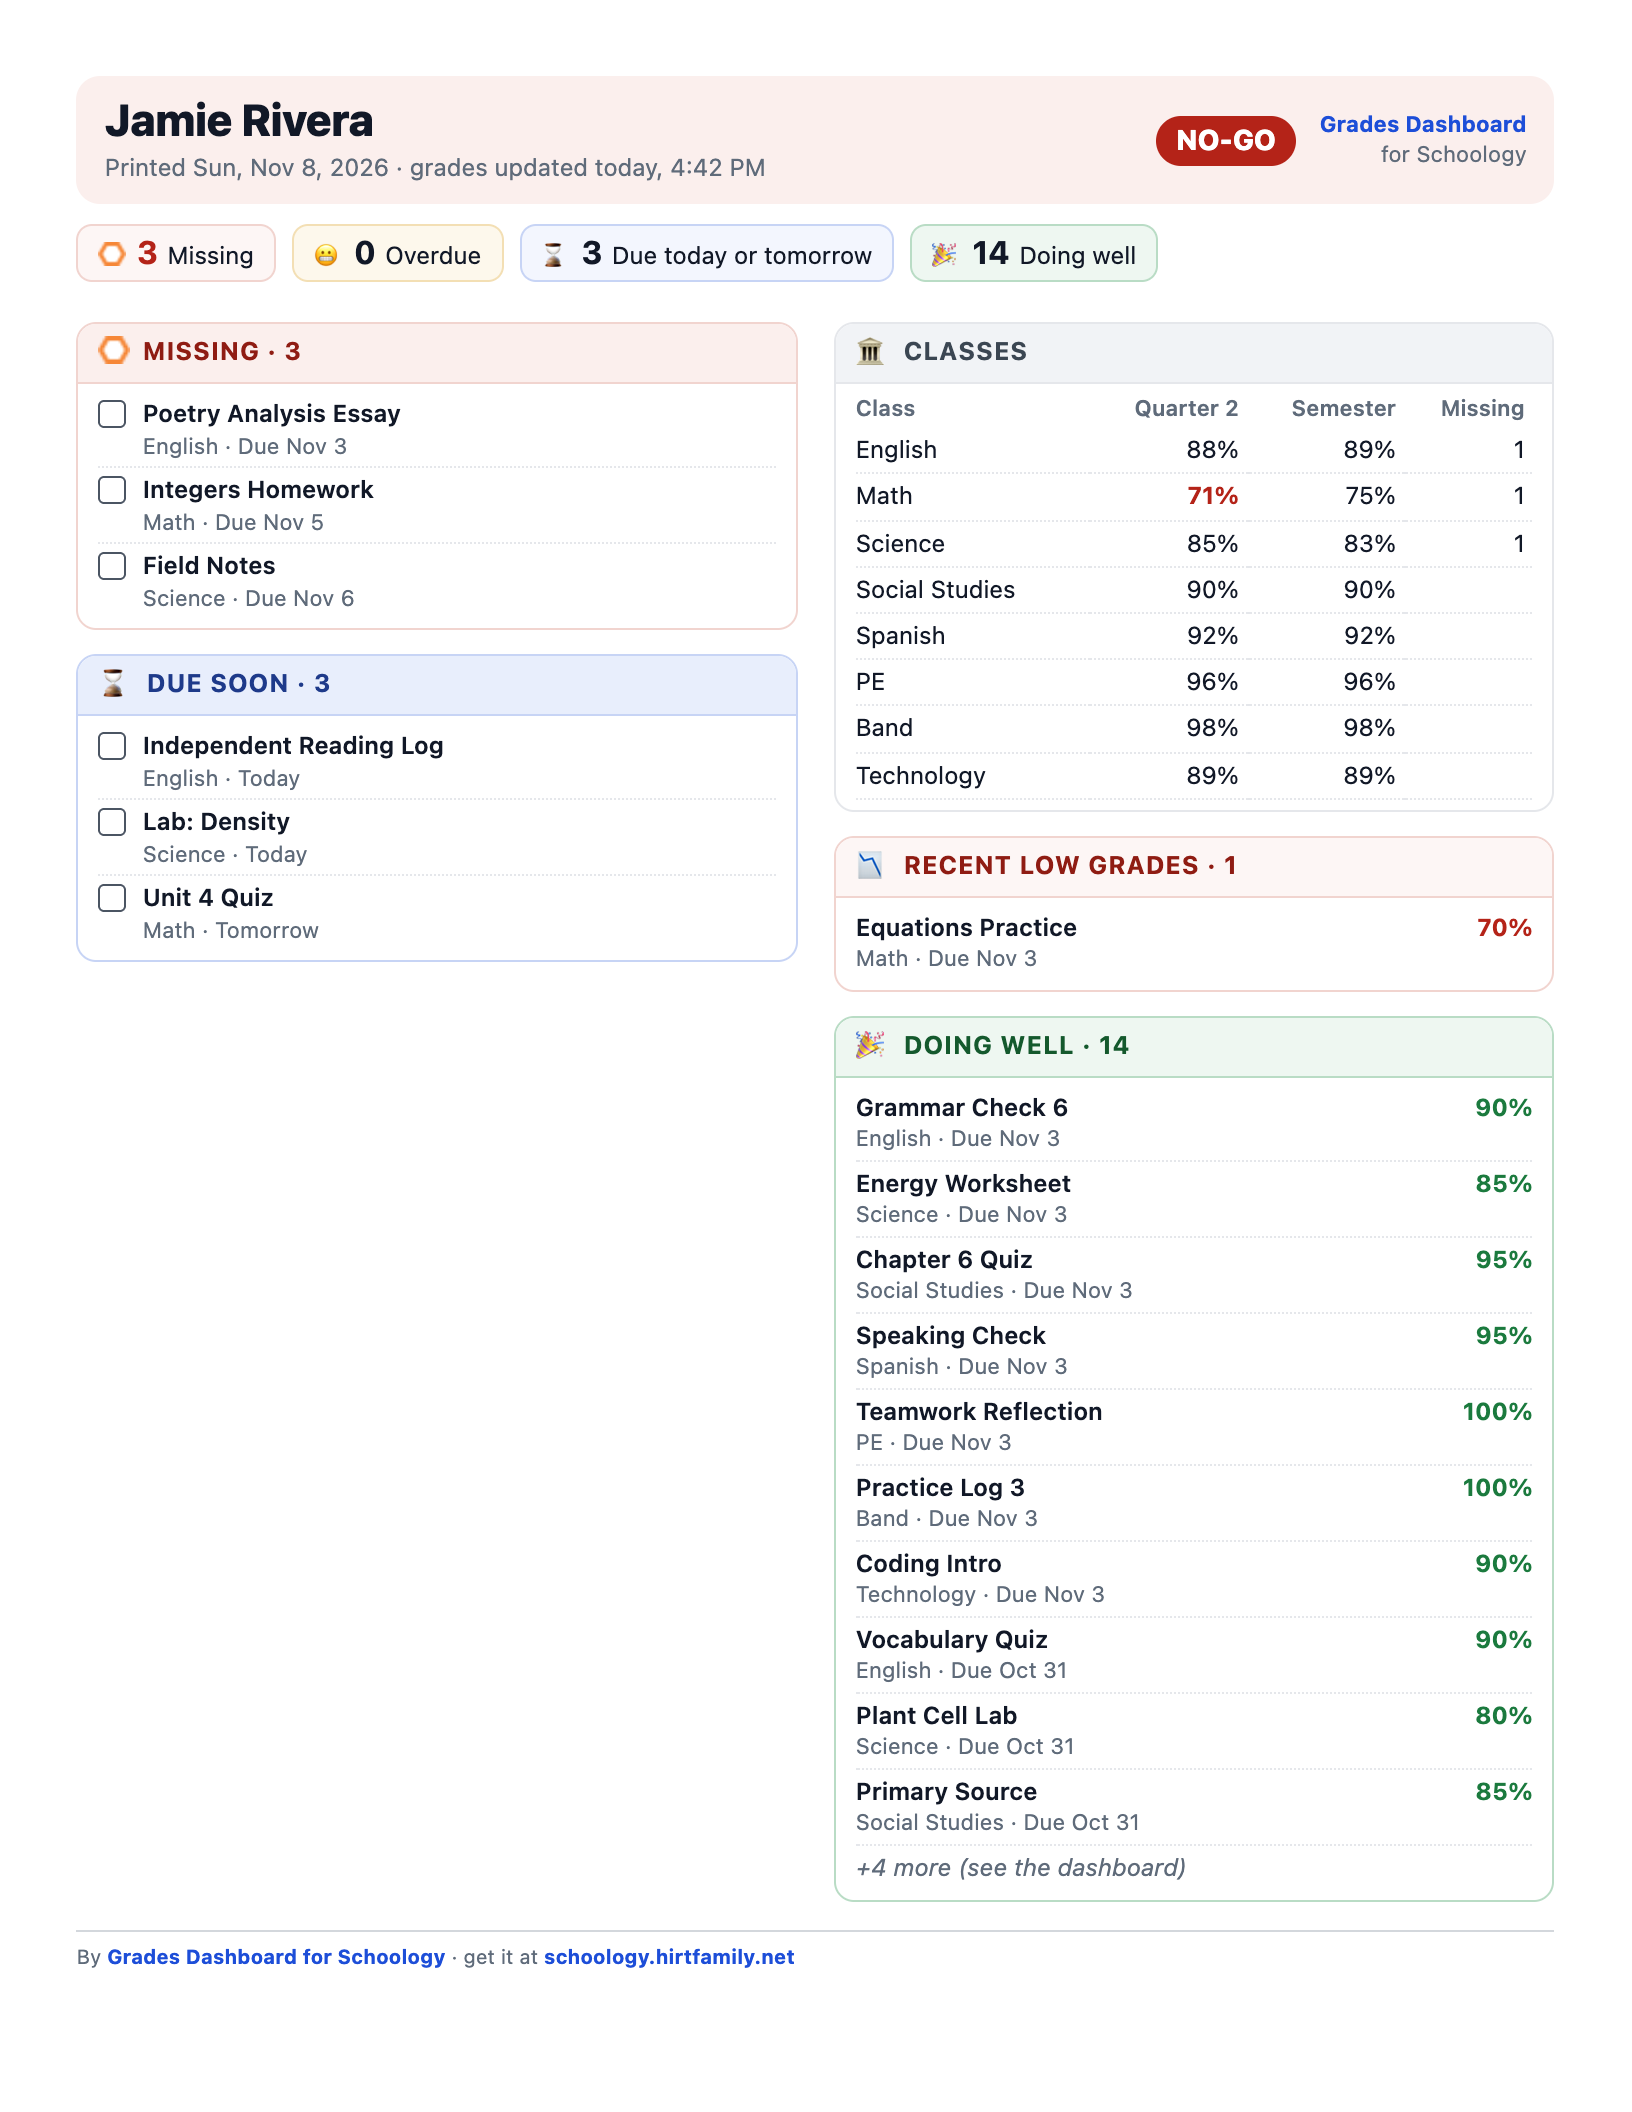 Jamie Rivera
Printed Sun, Nov 8, 2026 · grades updated today, 4:42 PM
NO-GO
Grades Dashboard
for Schoology
3 Missing
0 Overdue
3 Due today or tomorrow
14 Doing well
MISSING · 3
Poetry Analysis Essay
English · Due Nov 3
Integers Homework
Math · Due Nov 5
Field Notes
Science · Due Nov 6
DUE SOON · 3
Independent Reading Log
English · Today
Lab: Density
Science · Today
Unit 4 Quiz
Math · Tomorrow
CLASSES
Class Quarter 2 Semester Missing
English 88% 89% 1
Math 71% 75% 1
Science 85% 83% 1
Social Studies 90% 90%
Spanish 92% 92%
PE 96% 96%
Band 98% 98%
Technology 89% 89%
RECENT LOW GRADES · 1
Equations Practice 70%
Math · Due Nov 3
DOING WELL · 14
Grammar Check 6 90%
English · Due Nov 3
Energy Worksheet 85%
Science · Due Nov 3
Chapter 6 Quiz 95%
Social Studies · Due Nov 3
Speaking Check 95%
Spanish · Due Nov 3
Teamwork Reflection 100%
PE · Due Nov 3
Practice Log 3 100%
Band · Due Nov 3
Coding Intro 90%
Technology · Due Nov 3
Vocabulary Quiz 90%
English · Due Oct 31
Plant Cell Lab 80%
Science · Due Oct 31
Primary Source 85%
Social Studies · Due Oct 31
+4 more (see the dashboard)
By Grades Dashboard for Schoology · get it at schoology.hirtfamily.net